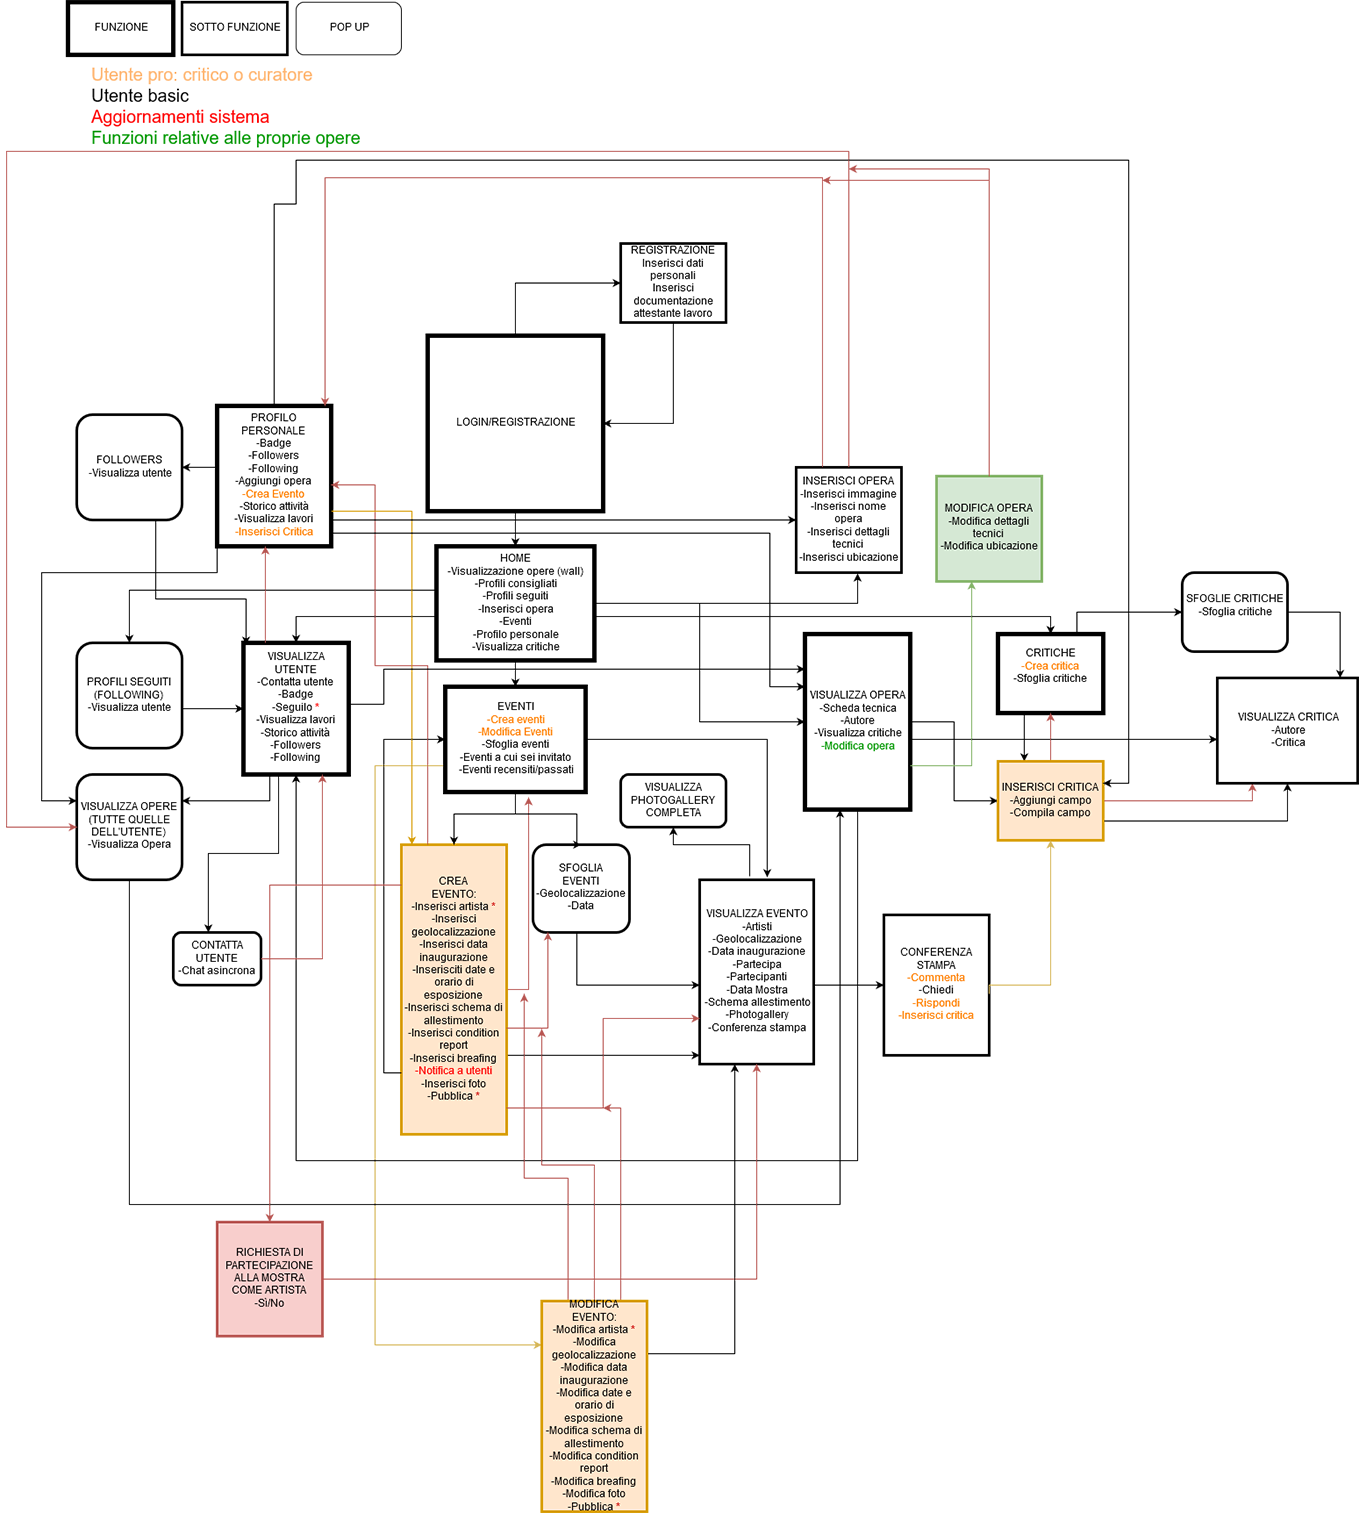 FUNZIONE
SOTTO FUNZIONE
POP UP
Utente pro: critico o curatore
Utente basic
Aggiornamenti sistema
Funzioni relative alle proprie opere
REGISTRAZIONE
Inserisci dati
personali
Inserisci
documentazione
attestante lavoro
LOGIN/REGISTRAZIONE
PROFILO
PERSONALE
-Badge
-Followers
-Following
-Aggiungi opera
-Crea Evento
-Storico attività
-Visualizza lavori
-Inserisci Critica
FOLLOWERS
-Visualizza utente
INSERISCI OPERA
-Inserisci immagine
-Inserisci nome
opera
-Inserisci dettagli
tecnici
-Inserisci ubicazione
MODIFICA OPERA
-Modifica dettagli
tecnici
-Modifica ubicazione
HOME
-Visualizzazione opere (wall)
-Profili consigliati
-Profili seguiti
-Inserisci opera
-Eventi
-Profilo personale
-Visualizza critiche
SFOGLIE CRITICHE
-Sfoglia critiche
PROFILI SEGUITI
(FOLLOWING)
-Visualizza utente
VISUALIZZA
UTENTE
-Contatta utente
-Badge
-Seguilo *
-Visualizza lavori
-Storico attività
-Followers
-Following
EVENTI
-Crea eventi
-Modifica Eventi
-Sfoglia eventi
-Eventi a cui sei invitato
-Eventi recensiti/passati
VISUALIZZA OPERA
-Scheda tecnica
-Autore
-Visualizza critiche
-Modifica opera
CRITICHE
-Crea critica
-Sfoglia critiche
VISUALIZZA CRITICA
-Autore
-Critica
VISUALIZZA OPERE
(TUTTE QUELLE
DELL'UTENTE)
-Visualizza Opera
VISUALIZZA
PHOTOGALLERY
COMPLETA
INSERISCI CRITICA
-Aggiungi campo
-Compila campo
CREA
EVENTO:
-Inserisci artista *
-Inserisci
geolocalizzazione
-Inserisci data
inaugurazione
-Inserisciti date e
orario di
esposizione
-Inserisci schema di
allestimento
-Inserisci condition
report
-Inserisci breafing
-Notifica a utenti
-Inserisci foto
-Pubblica *
SFOGLIA
EVENTI
-Geolocalizzazione
-Data
VISUALIZZA EVENTO
-Artisti
-Geolocalizzazione
-Data inaugurazione
-Partecipa
-Partecipanti
-Data Mostra
-Schema allestimento
-Photogallery
-Conferenza stampa
CONTATTA
UTENTE
-Chat asincrona
CONFERENZA
STAMPA
-Commenta
-Chiedi
-Rispondi
-Inserisci critica
RICHIESTA DI
PARTECIPAZIONE
ALLA MOSTRA
COME ARTISTA
-Sì/No
MODIFICA
EVENTO:
-Modifica artista *
-Modifica
geolocalizzazione
-Modifica data
inaugurazione
-Modifica date e
orario di
esposizione
-Modifica schema di
allestimento
-Modifica condition
report
-Modifica breafing
-Modifica foto
-Pubblica *